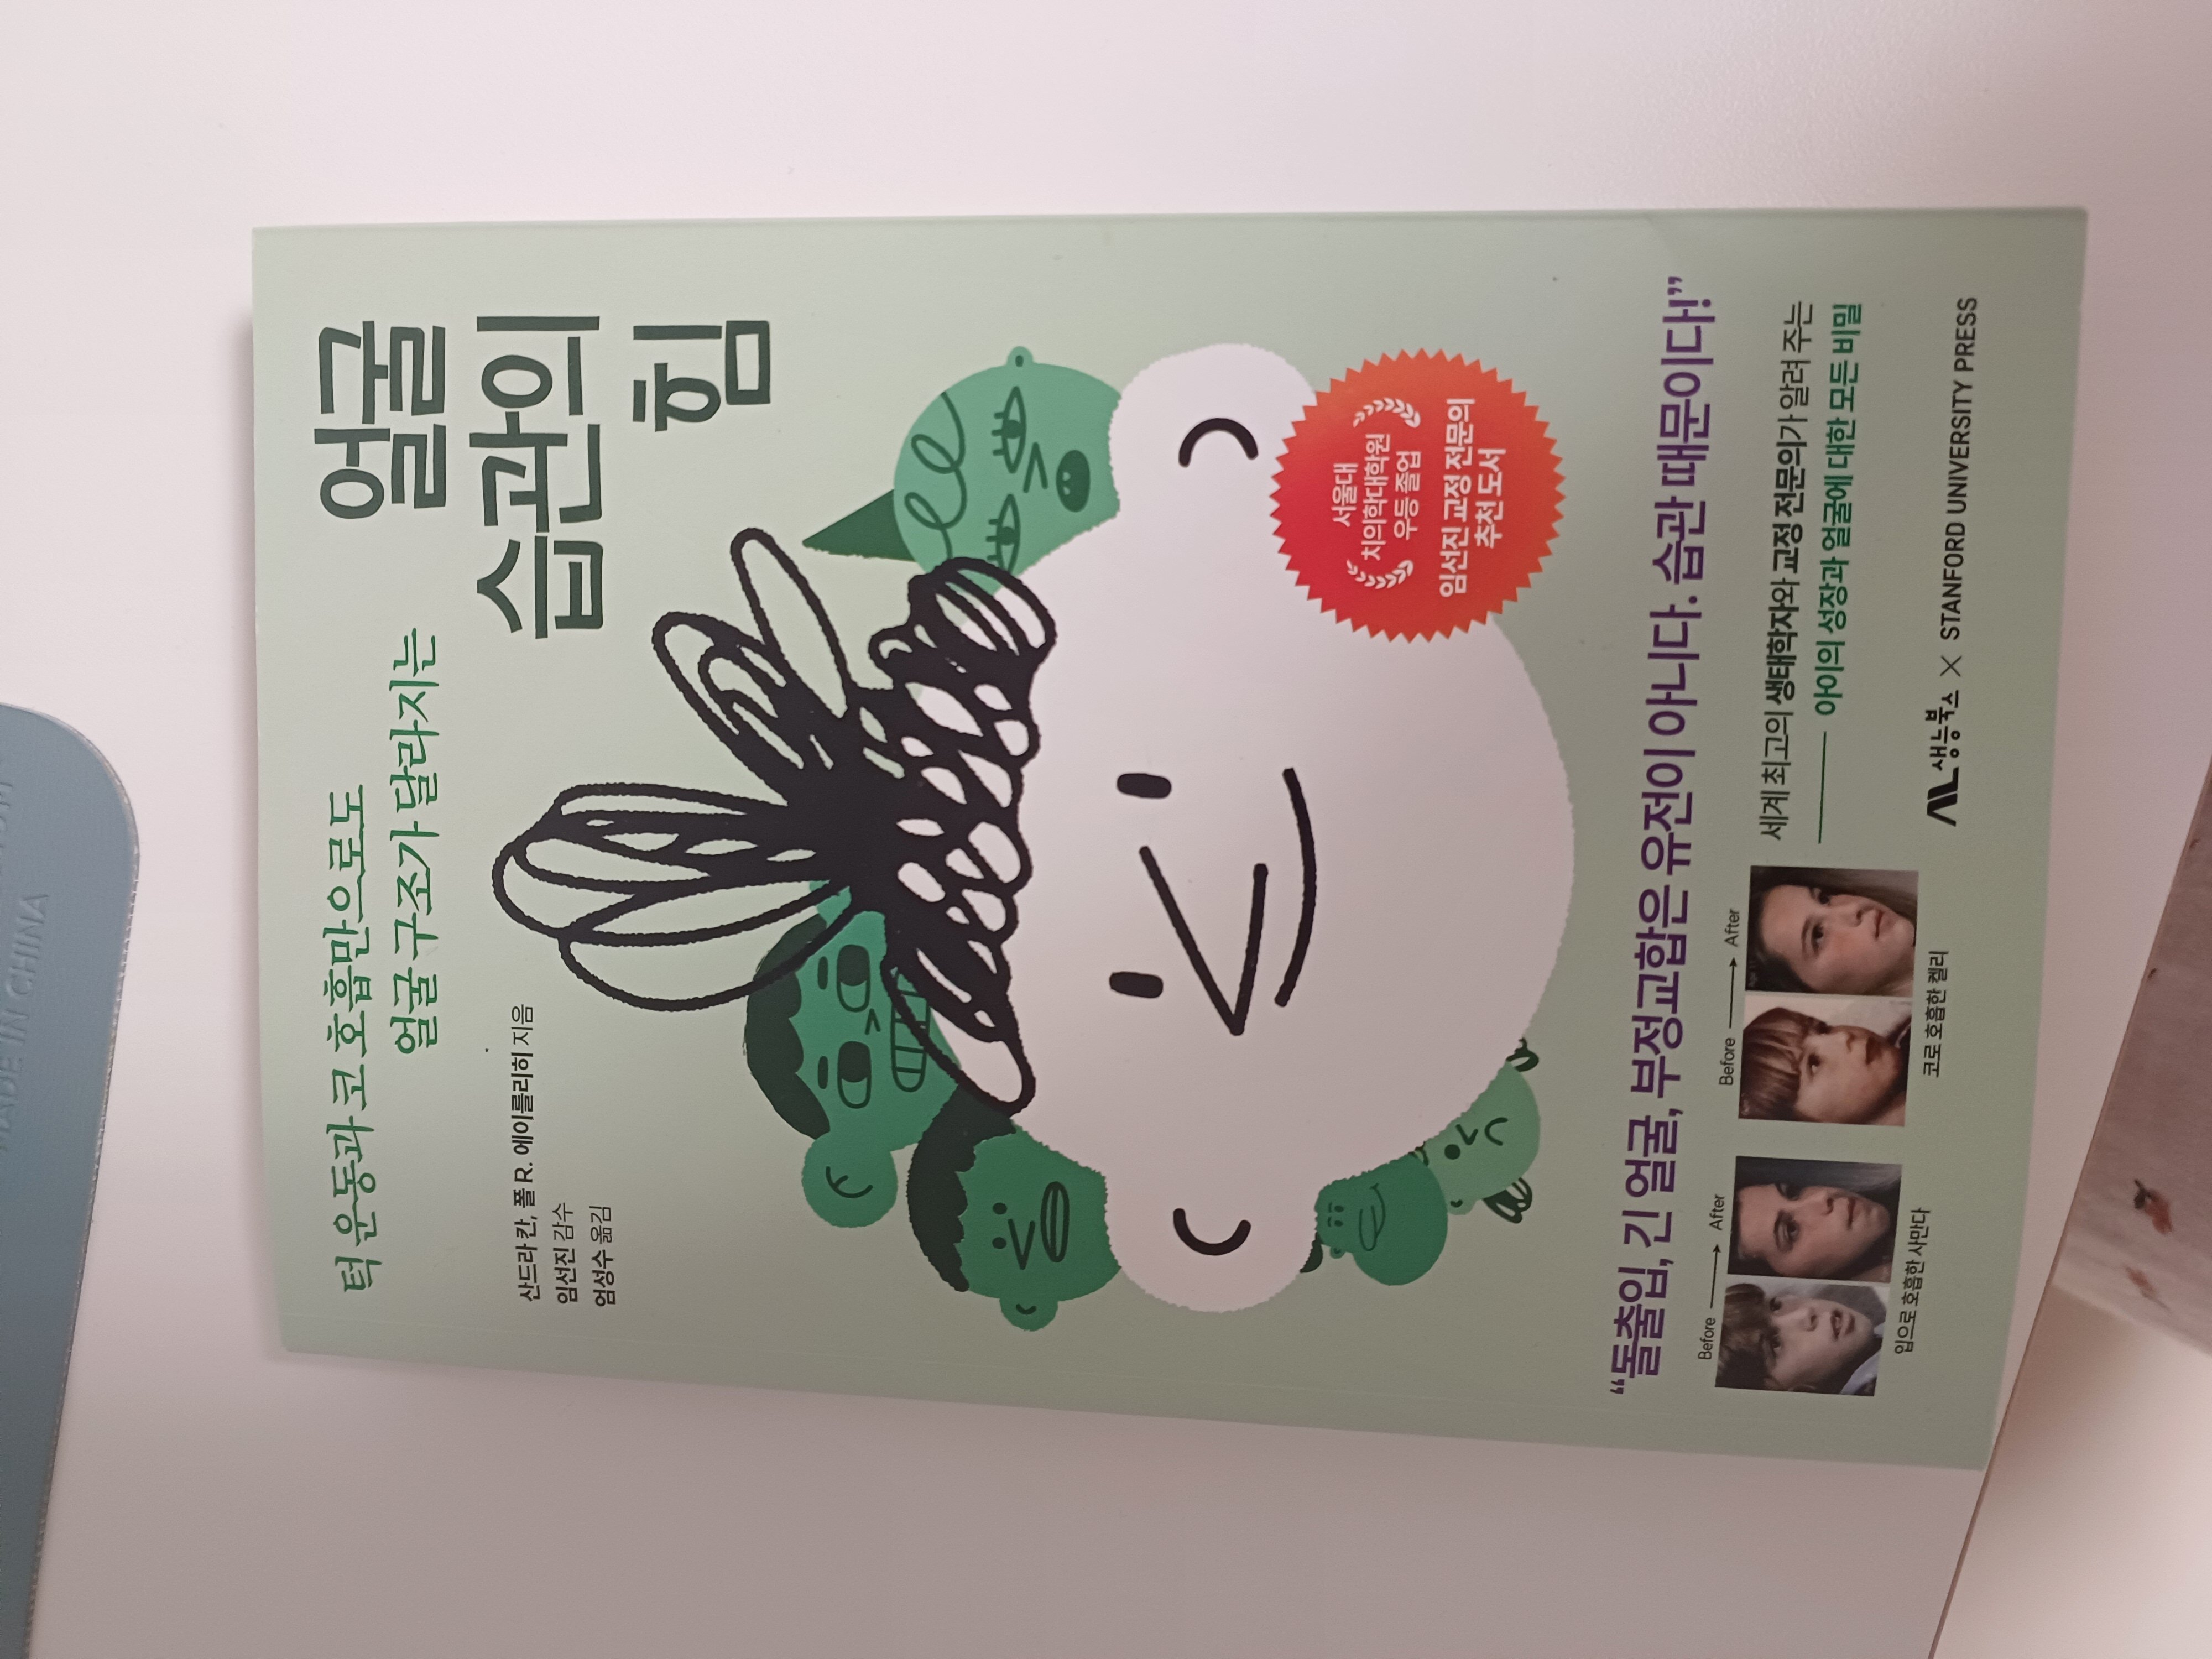 턱 운동과 코 호흡만으로도
얼굴 구조가 달라지는
얼굴
습관의
힘
산드라 칸, 폴 R. 에이를리히 지음
임선진 감수
엄성수 옮김
서울대
치의학대학원
우등 졸업
임선진 교정 전문의
추천 도서
“돌출입, 긴 얼굴, 부정교합은 유전이 아니다. 습관 때문이다!”
Before → After
입으로 호흡한 사만다
Before → After
코로 호흡한 켈리
세계 최고의 생태학자와 교정 전문의가 알려 주는
아이의 성장과 얼굴에 대한 모든 비밀
생능북스 × STANFORD UNIVERSITY PRESS
MADE IN CHINA